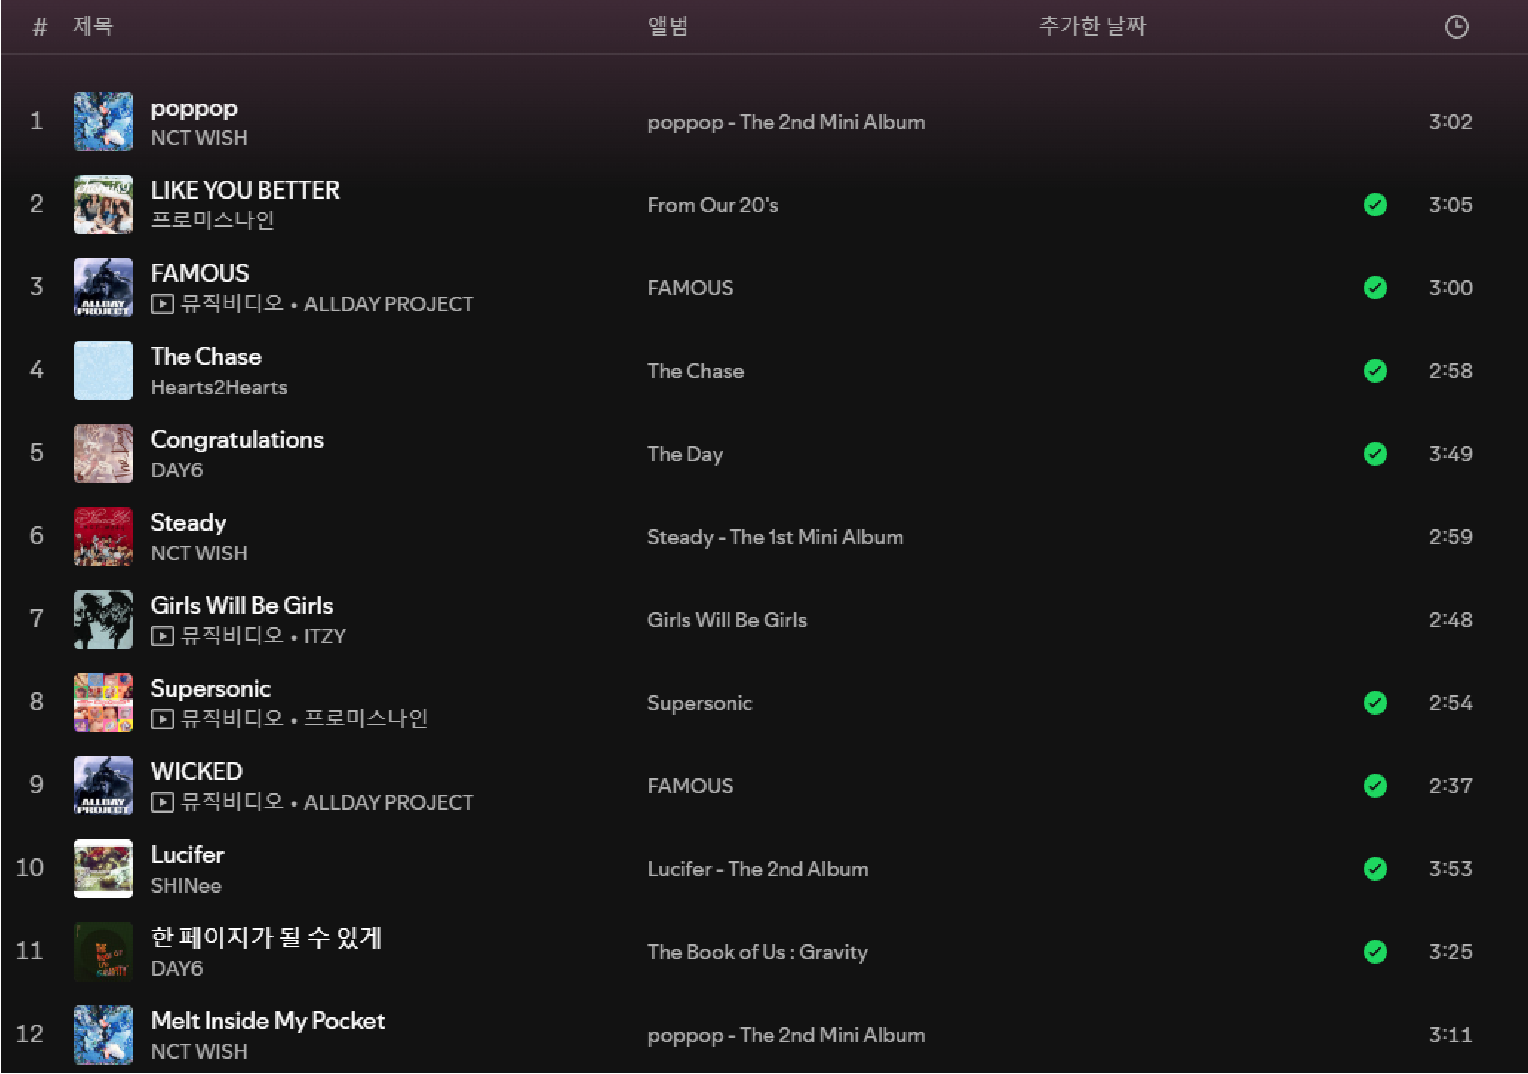 # 제목 앨범 추가한 날짜
1 poppop poppop - The 2nd Mini Album 3:02
NCT WISH
2 LIKE YOU BETTER From Our 20's 3:05
프로미스나인
3 FAMOUS FAMOUS 3:00
뮤직비디오 • ALLDAY PROJECT
4 The Chase The Chase 2:58
Hearts2Hearts
5 Congratulations The Day 3:49
DAY6
6 Steady Steady - The 1st Mini Album 2:59
NCT WISH
7 Girls Will Be Girls Girls Will Be Girls 2:48
뮤직비디오 • ITZY
8 Supersonic Supersonic 2:54
뮤직비디오 • 프로미스나인
9 WICKED FAMOUS 2:37
뮤직비디오 • ALLDAY PROJECT
10 Lucifer Lucifer - The 2nd Album 3:53
SHINee
11 한 페이지가 될 수 있게 The Book of Us : Gravity 3:25
DAY6
12 Melt Inside My Pocket poppop - The 2nd Mini Album 3:11
NCT WISH